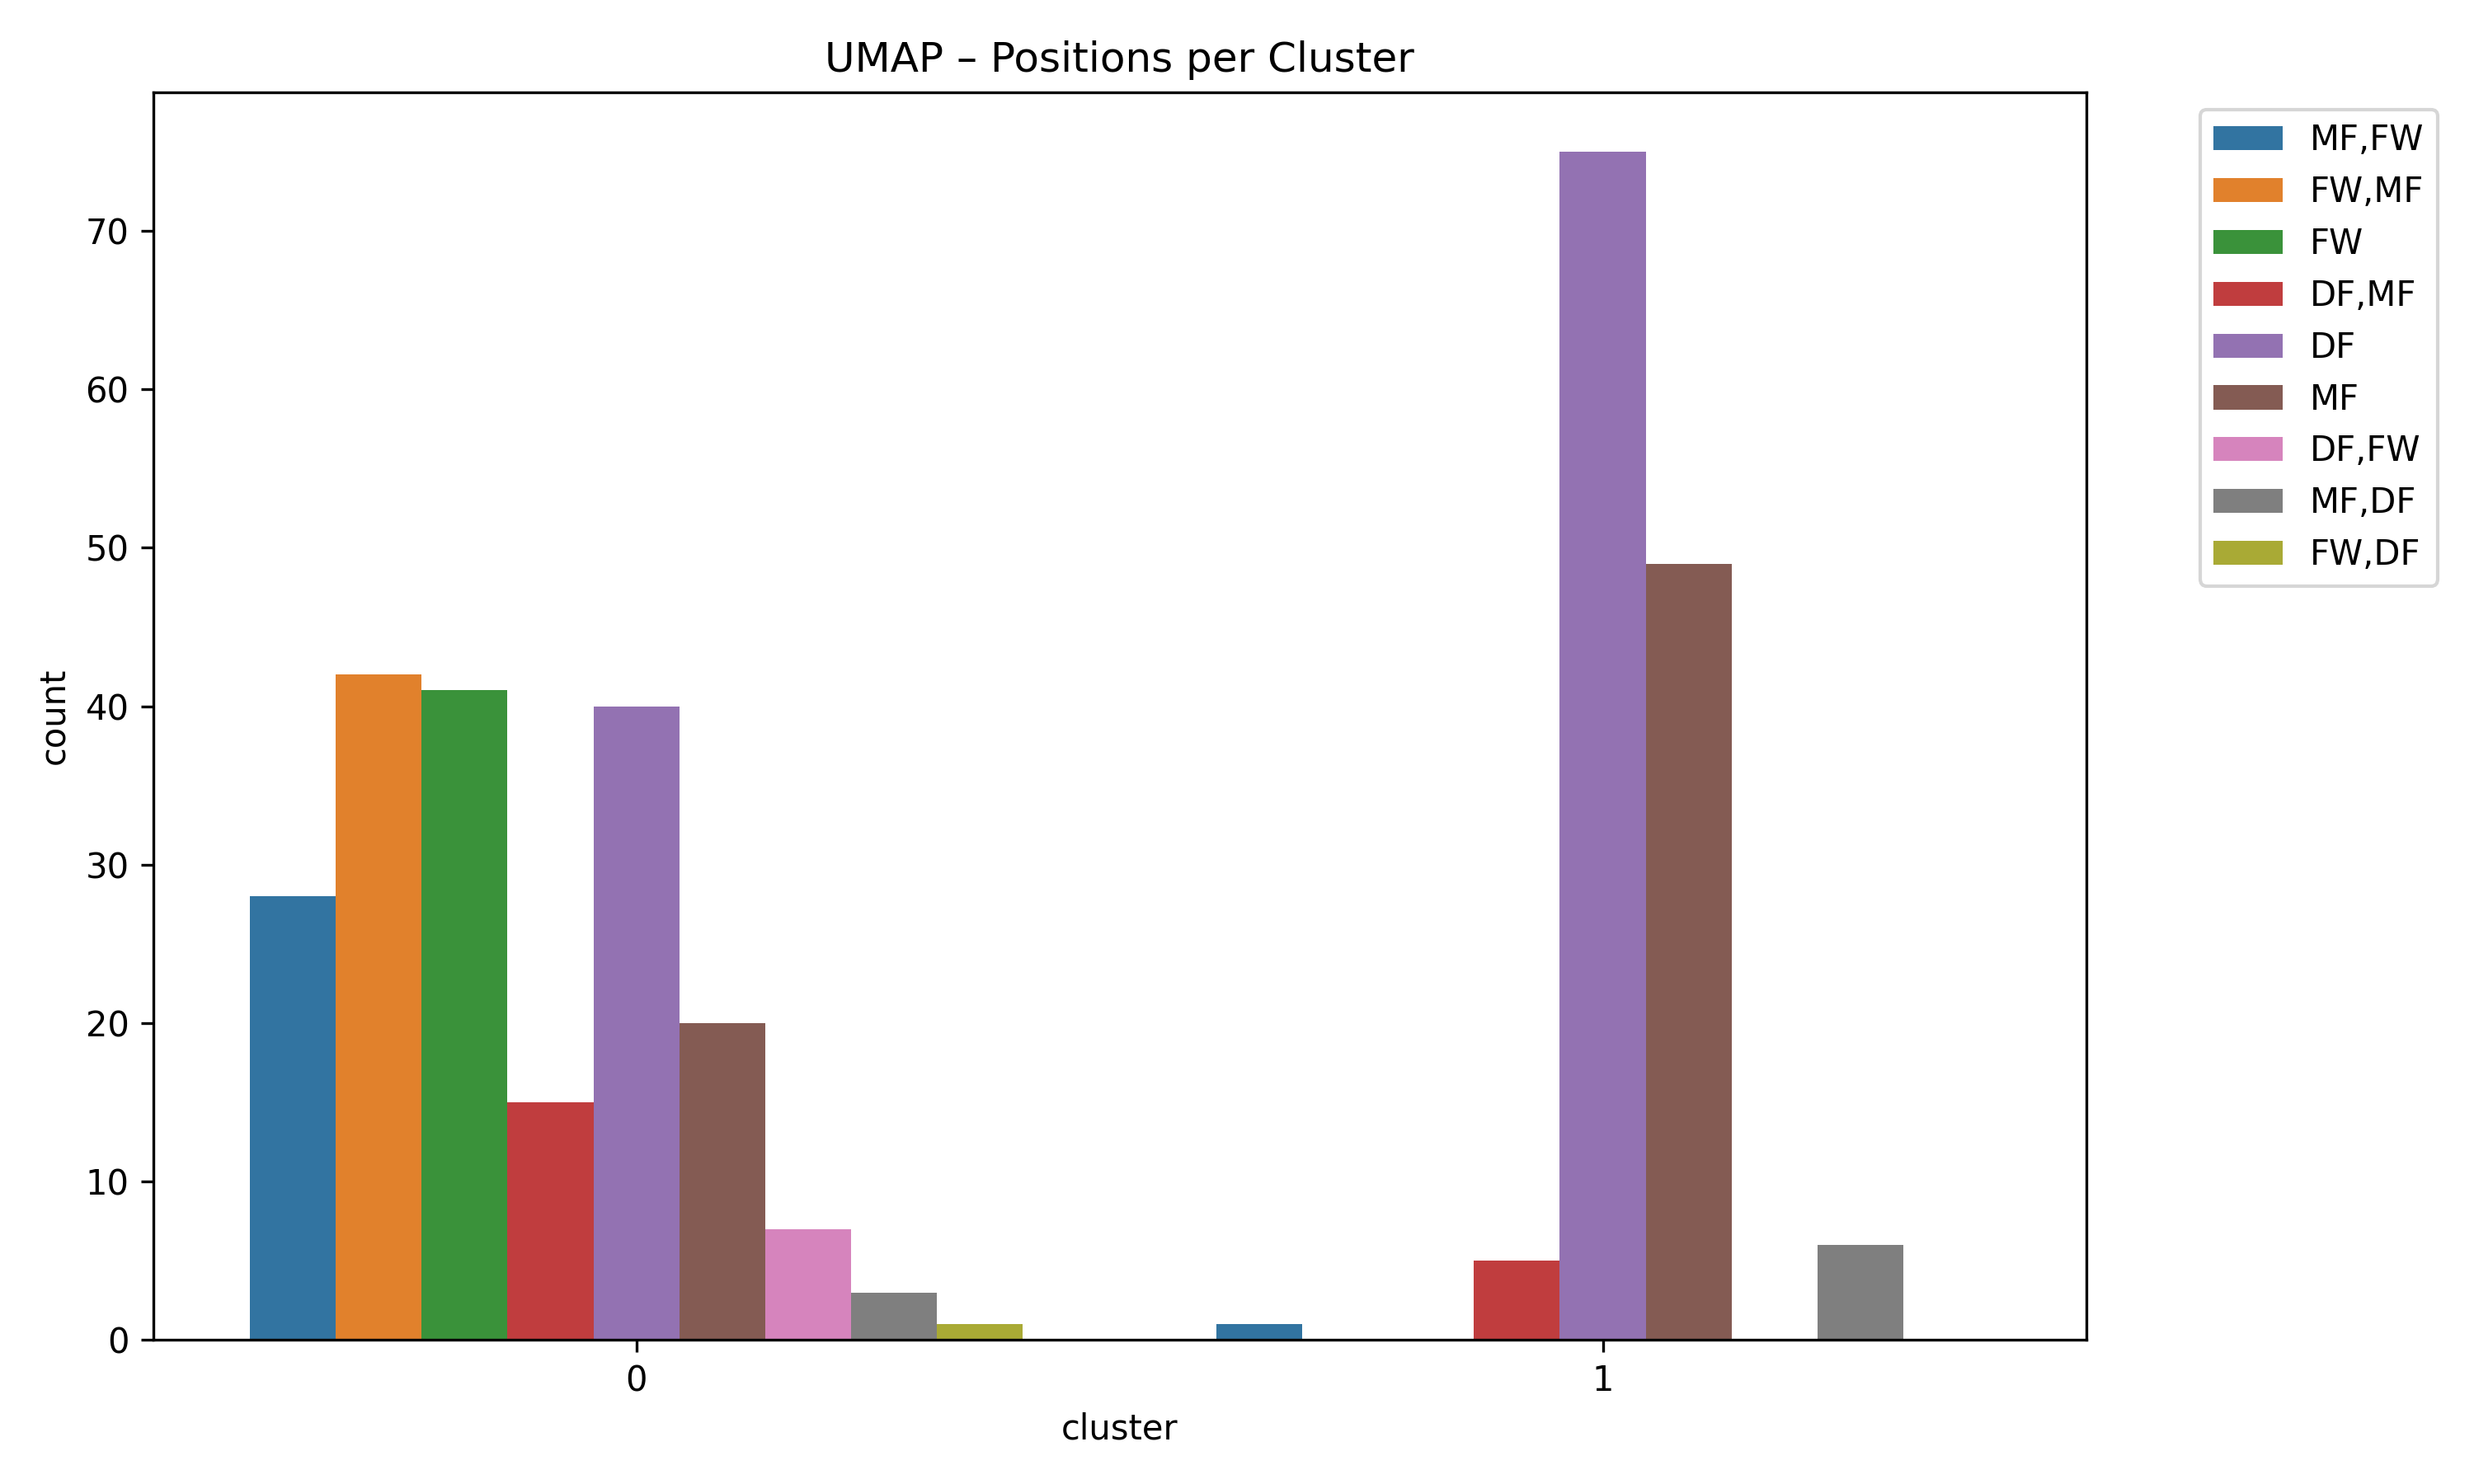 UMAP – Positions per Cluster
MF,FW
FW,MF
FW
DF,MF
DF
MF
DF,FW
MF,DF
FW,DF
count
70
60
50
40
30
20
10
0
0
1
cluster